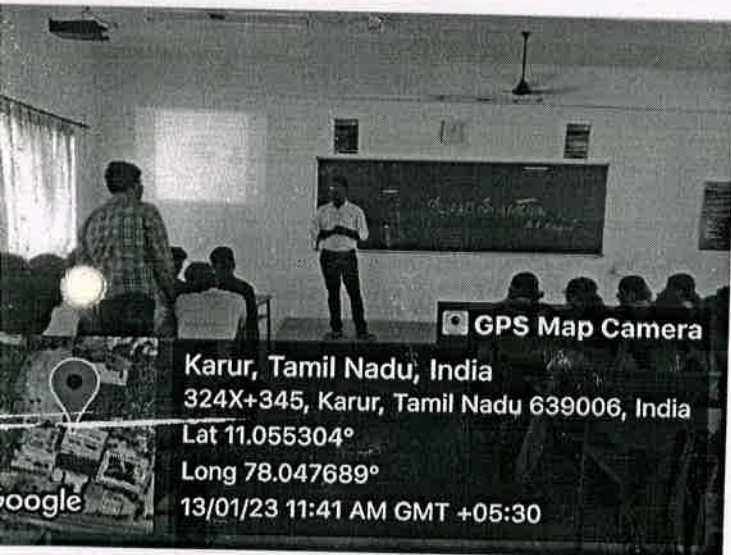 GPS Map Camera
Karur, Tamil Nadu, India
324X+345, Karur, Tamil Nadu 639006, India
Lat 11.055304°
Long 78.047689°
13/01/23 11:41 AM GMT +05:30
oogle